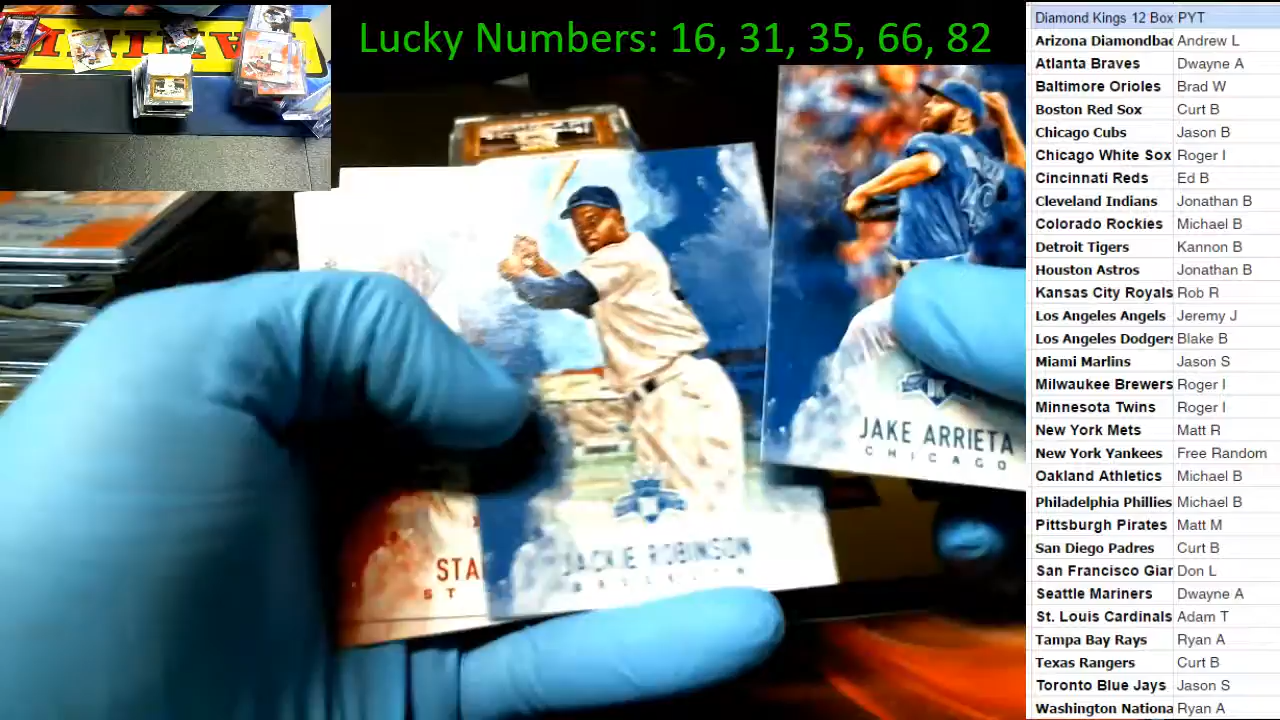 Lucky Numbers: 16, 31, 35, 66, 82
JAKE ARRIETA
CHICAGO
STA
ST
JACKIE ROBINSON
BROOKLYN
Diamond Kings 12 Box PYT
Arizona Diamondbac Andrew L
Atlanta Braves Dwayne A
Baltimore Orioles Brad W
Boston Red Sox Curt B
Chicago Cubs Jason B
Chicago White Sox Roger I
Cincinnati Reds Ed B
Cleveland Indians Jonathan B
Colorado Rockies Michael B
Detroit Tigers Kannon B
Houston Astros Jonathan B
Kansas City Royals Rob R
Los Angeles Angels Jeremy J
Los Angeles Dodgers Blake B
Miami Marlins Jason S
Milwaukee Brewers Roger I
Minnesota Twins Roger I
New York Mets Matt R
New York Yankees Free Random
Oakland Athletics Michael B
Philadelphia Phillies Michael B
Pittsburgh Pirates Matt M
San Diego Padres Curt B
San Francisco Gian Don L
Seattle Mariners Dwayne A
St. Louis Cardinals Adam T
Tampa Bay Rays Ryan A
Texas Rangers Curt B
Toronto Blue Jays Jason S
Washington Nationa Ryan A